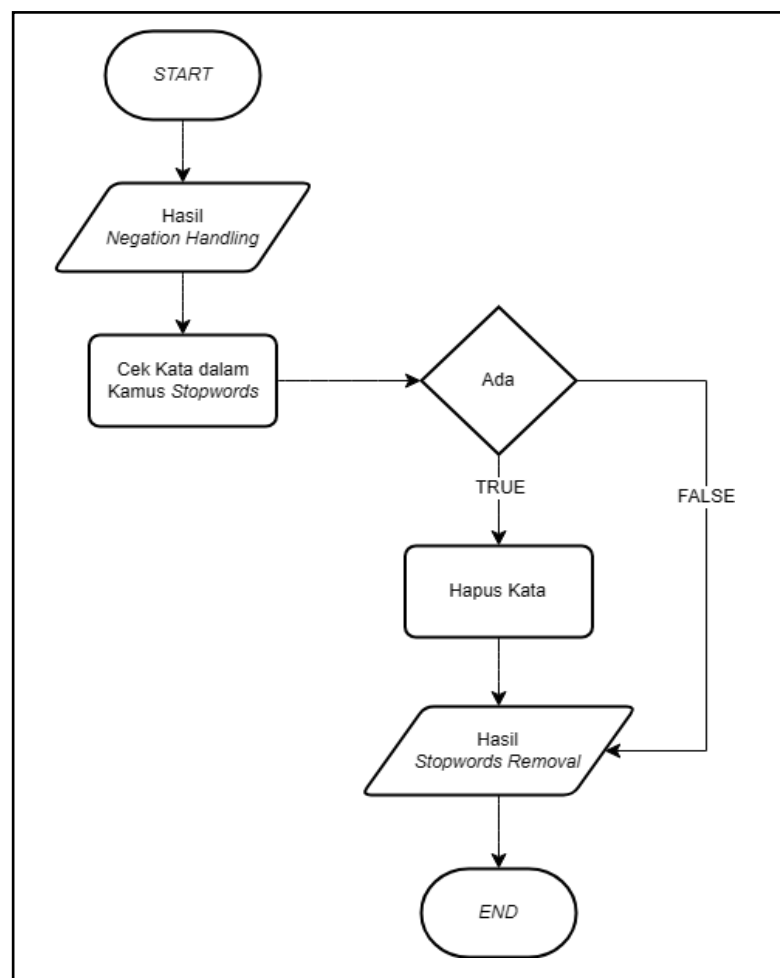 START
Hasil
Negation Handling
Cek Kata dalam
Kamus Stopwords
Ada
TRUE
FALSE
Hapus Kata
Hasil
Stopwords Removal
END